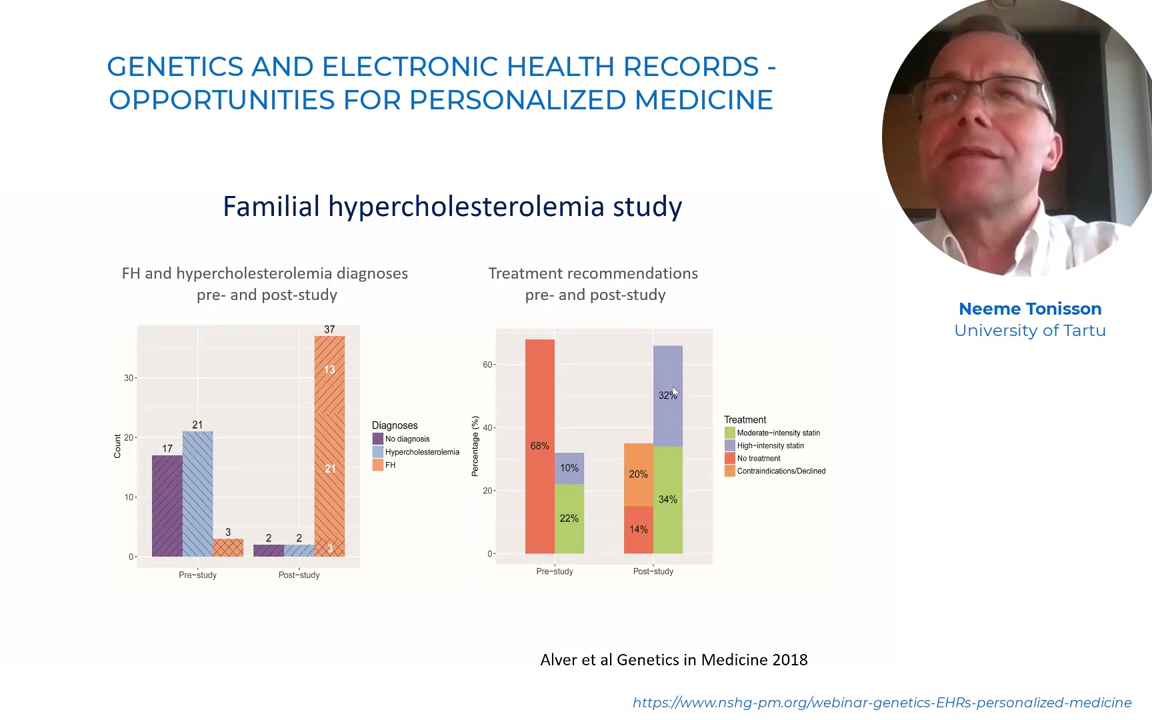 GENETICS AND ELECTRONIC HEALTH RECORDS -
OPPORTUNITIES FOR PERSONALIZED MEDICINE
Familial hypercholesterolemia study
FH and hypercholesterolemia diagnoses
pre- and post-study
Count
30
20
10
0
17
21
3
2
2
37
13
21
3
Pre-study
Post-study
Diagnoses
No diagnosis
Hypercholesterolemia
FH
Treatment recommendations
pre- and post-study
Percentage (%)
60
40
20
0
68%
10%
22%
20%
14%
32%
34%
Pre-study
Post-study
Treatment
Moderate-intensity statin
High-intensity statin
No treatment
Contraindications/Declined
Neeme Tonisson
University of Tartu
Alver et al Genetics in Medicine 2018
https://www.nshg-pm.org/webinar-genetics-EHRs-personalized-medicine